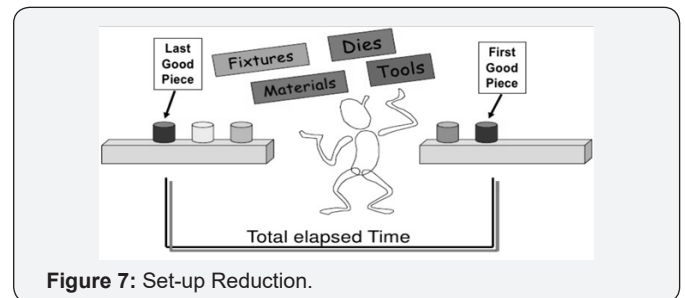 Last
Good
Piece
Fixtures
Dies
Materials
Tools
First
Good
Piece
Total elapsed Time
Figure 7: Set-up Reduction.